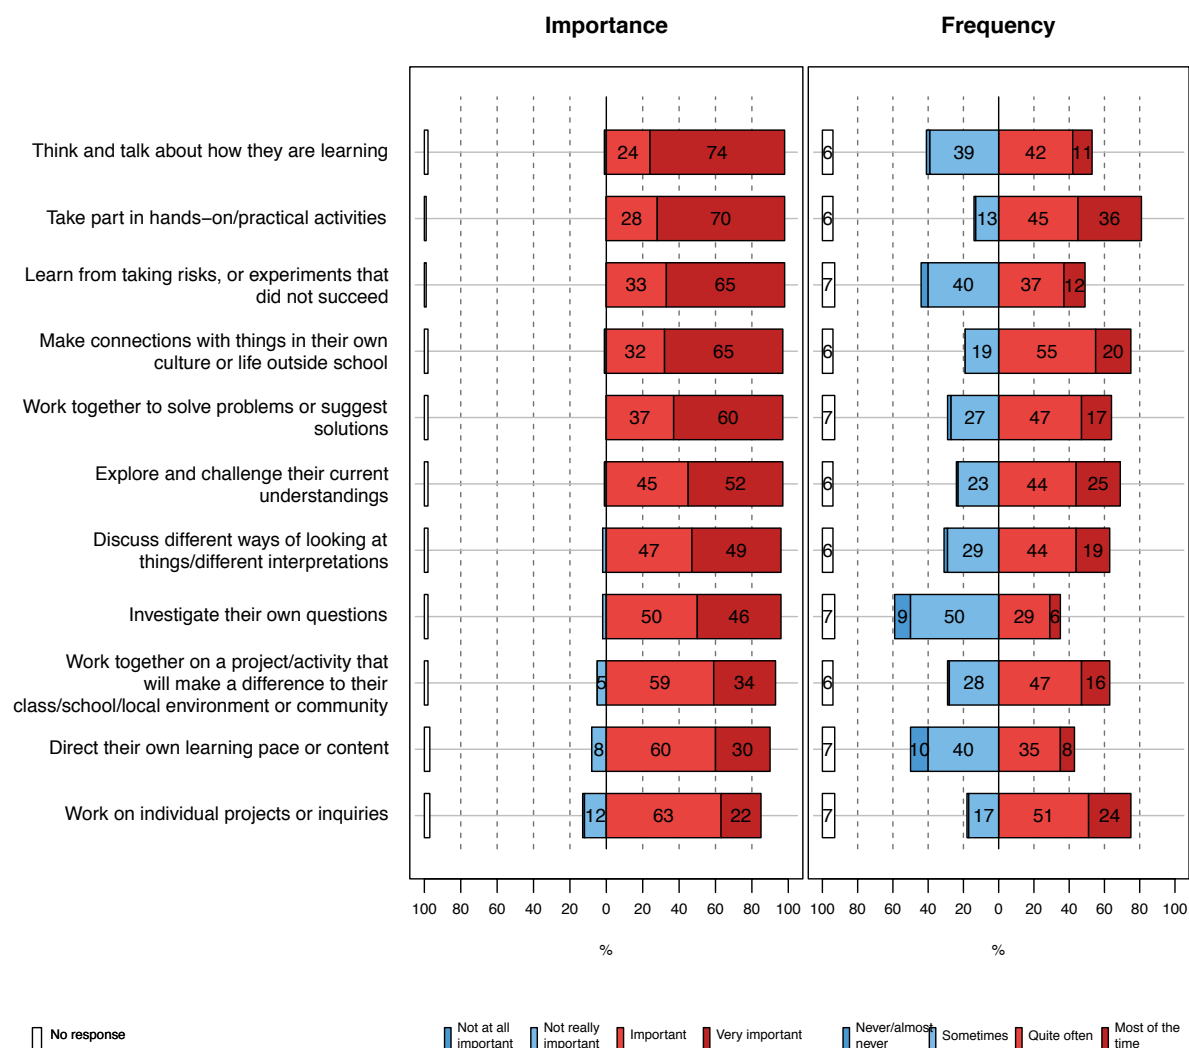 Importance Frequency
Think and talk about how they are learning 24 74 6 39 42 11
Take part in hands−on/practical activities 28 70 6 13 45 36
Learn from taking risks, or experiments that
did not succeed 33 65 7 40 37 12
Make connections with things in their own
culture or life outside school 32 65 6 19 55 20
Work together to solve problems or suggest
solutions 37 60 7 27 47 17
Explore and challenge their current
understandings 45 52 6 23 44 25
Discuss different ways of looking at
things/different interpretations 47 49 6 29 44 19
Investigate their own questions 50 46 7 9 50 29 6
Work together on a project/activity that
will make a difference to their
class/school/local environment or community 5 59 34 6 28 47 16
Direct their own learning pace or content 8 60 30 7 10 40 35 8
Work on individual projects or inquiries 12 63 22 7 17 51 24
100 80 60 40 20 0 20 40 60 80 100 100 80 60 40 20 0 20 40 60 80 100
% %
No response
Not at all
important
Not really
important
Important
Very important
Never/almost
never
Sometimes
Quite often
Most of the
time